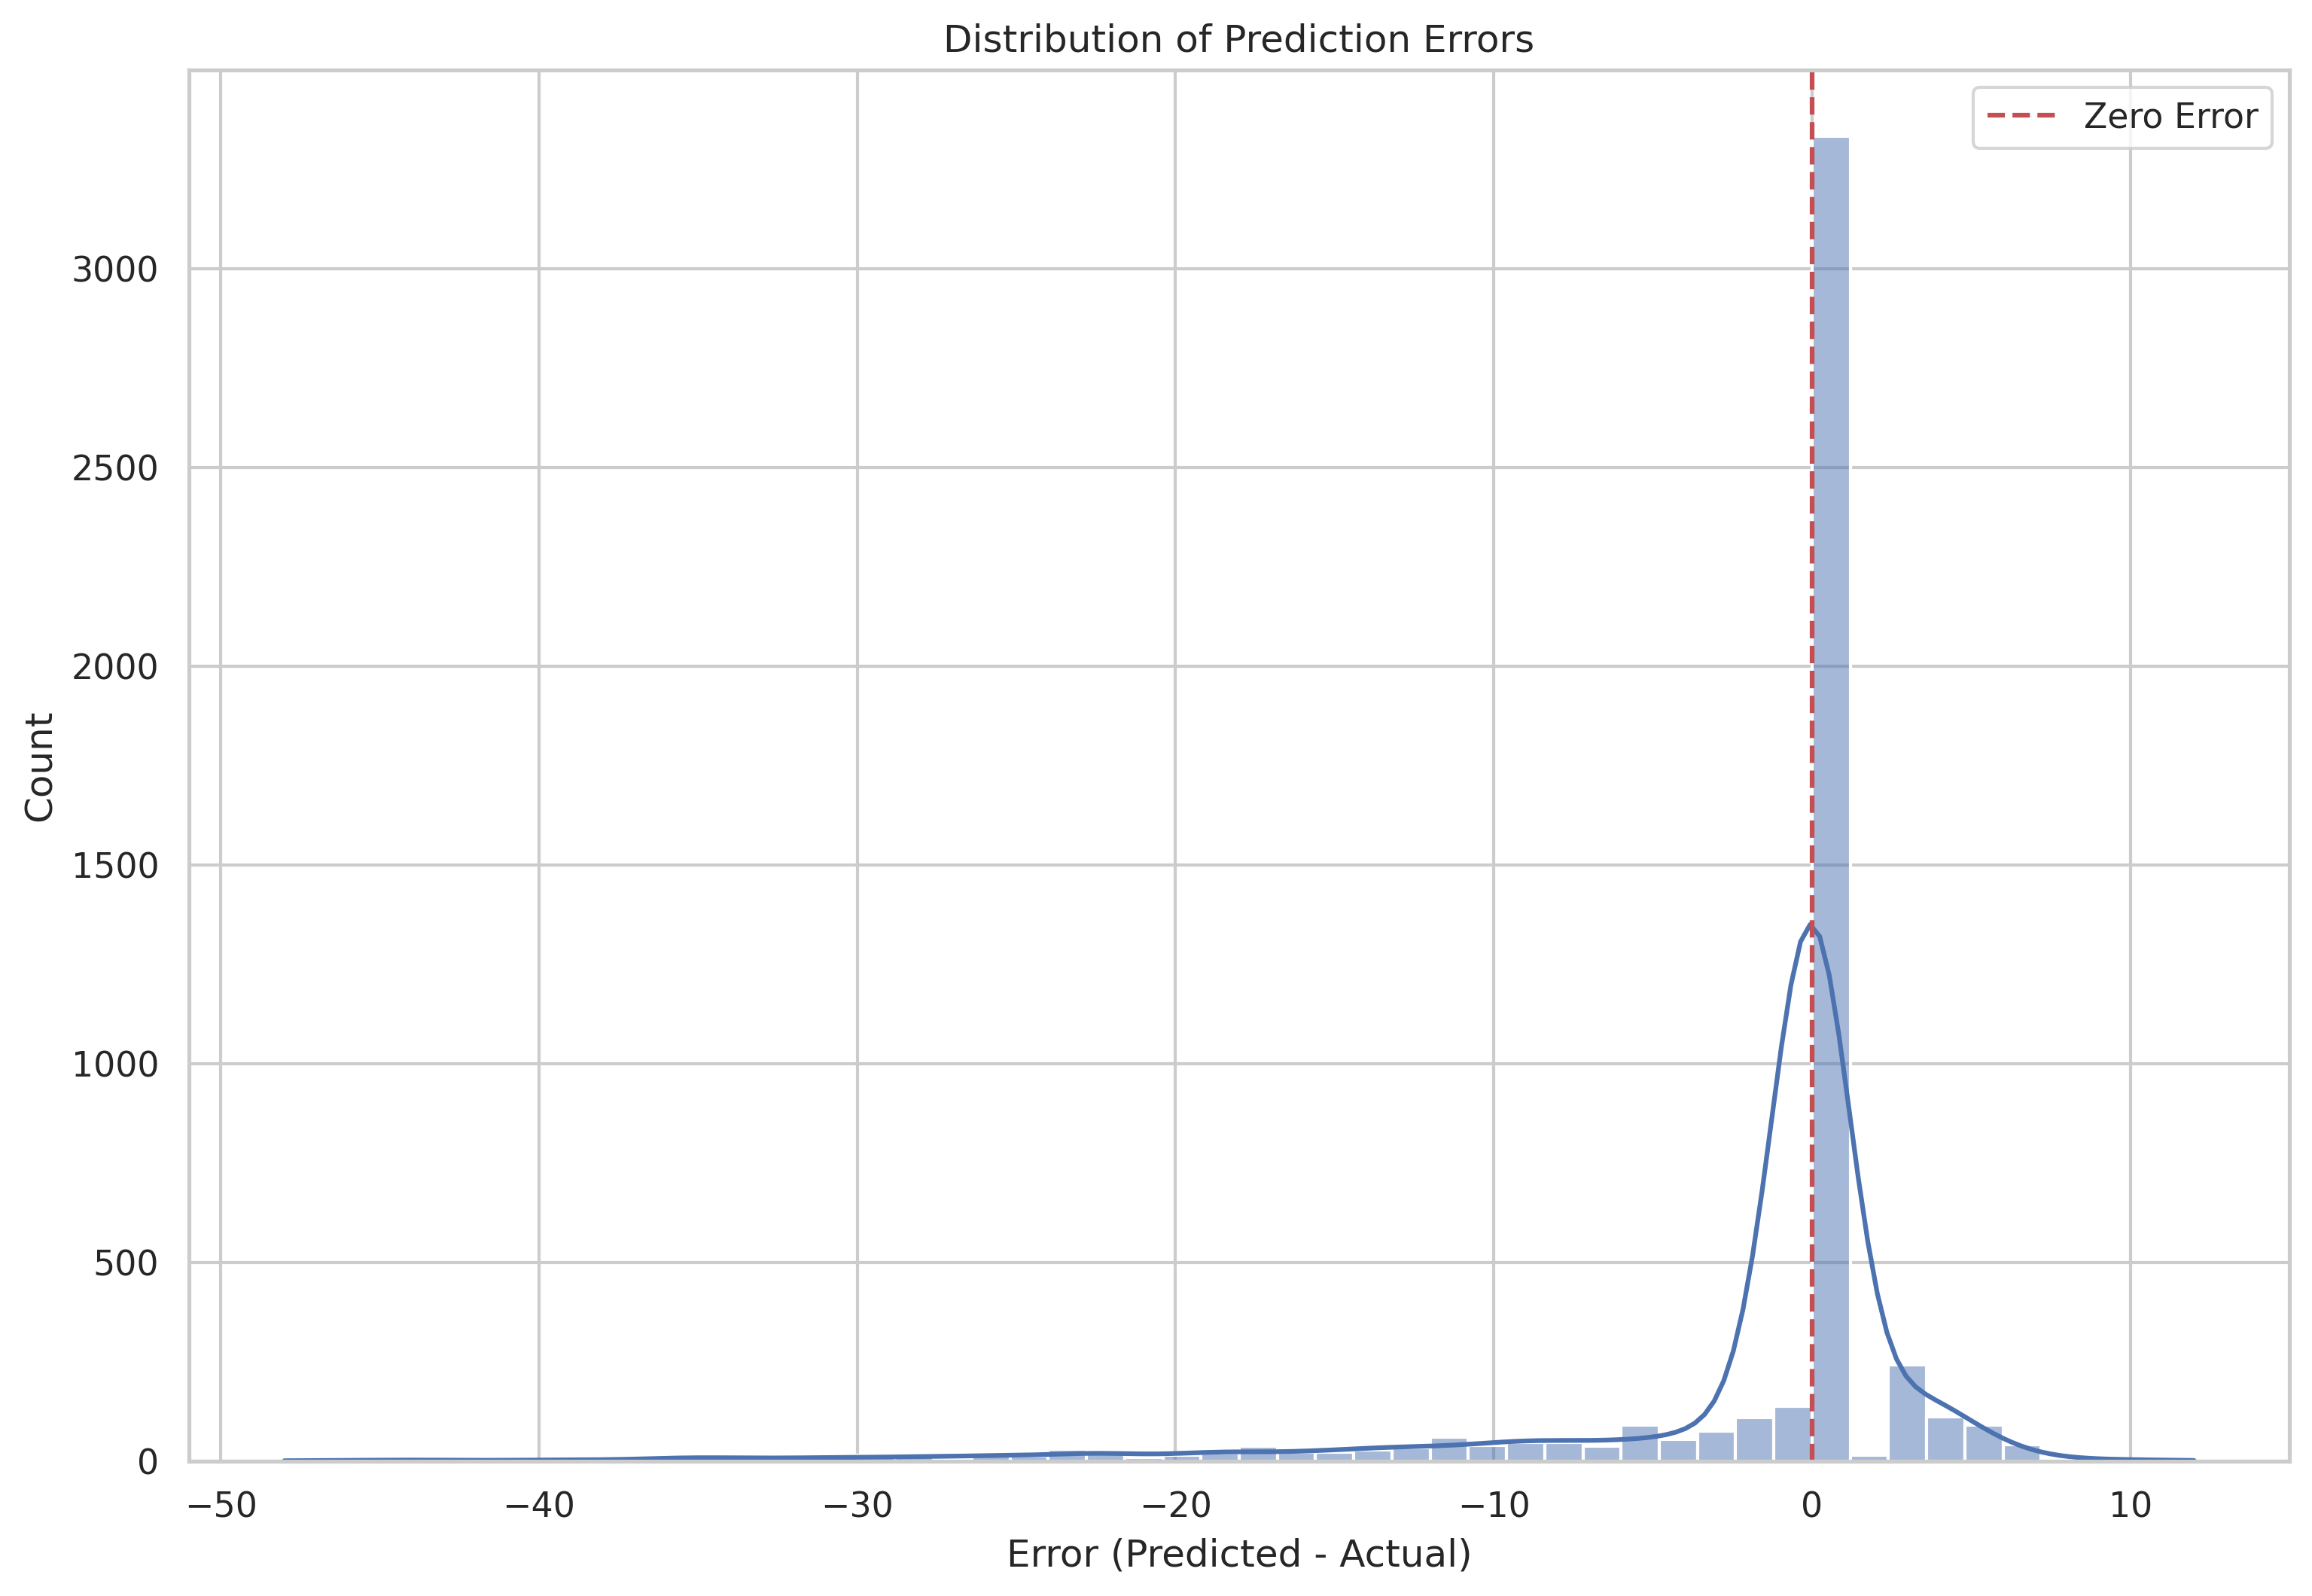 Distribution of Prediction Errors
Zero Error
3000
2500
2000
1500
1000
500
0
Count
−50 −40 −30 −20 −10 0 10
Error (Predicted - Actual)